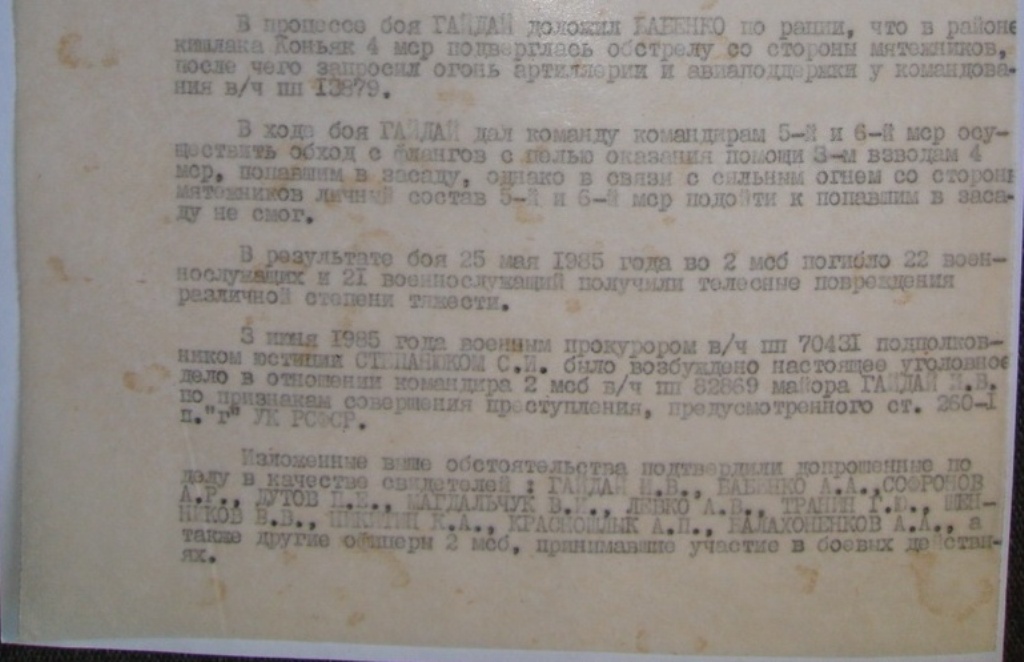 В процессе боя ГАЙДАЙ доложил БАБЕНКО по рации, что в районе
кишлака Коньяк 4 мср подверглась обстрелу со стороны мятежников,
после чего запросил огонь артиллерии и авиаподдержки у командова-
ния в/ч пп 13879.
В ходе боя ГАЙДАЙ дал команду командирам 5-й и 6-й мср осу-
ществить обход с флангов с целью оказания помощи 3-м взводам 4
мср, попавшим в засаду, однако в связи с сильным огнем со стороны
мятежников личный состав 5-й и 6-й мср подойти к попавшим в заса-
ду не смог.
В результате боя 25 мая 1985 года во 2 мсб погибло 22 воен-
нослужащих и 21 военнослужащий получили телесные повреждения
различной степени тяжести.
3 июня 1985 года военным прокурором в/ч пп 70431 подполков-
ником юстиции СТЕПАНЮКОМ С.И. было возбуждено настоящее уголовное
дело в отношении командира 2 мсб в/ч пп 82869 майора ГАЙДАЙ И.В.
по признакам совершения преступления, предусмотренного ст. 260-1
п."г" УК РСФСР.
Изложенные выше обстоятельства подтвердили допрошенные по
делу в качестве свидетелей : ГАЙДАЙ И.В., БАБЕНКО А.А.,СОФРОНОВ
А.Р., ДУТОВ П.Е., МАГДАЛЬЧУК В.И., ЛЕВКО А.В., ТРАПИН Г.Ю.,
В.В., НИКИТИН К.А., КРАСНОШЛЫК А.П., БАЛАХОНЕНКОВ А.А., а
также другие офицеры 2 мсб, принимавшие участие в боевых действи-
ях.